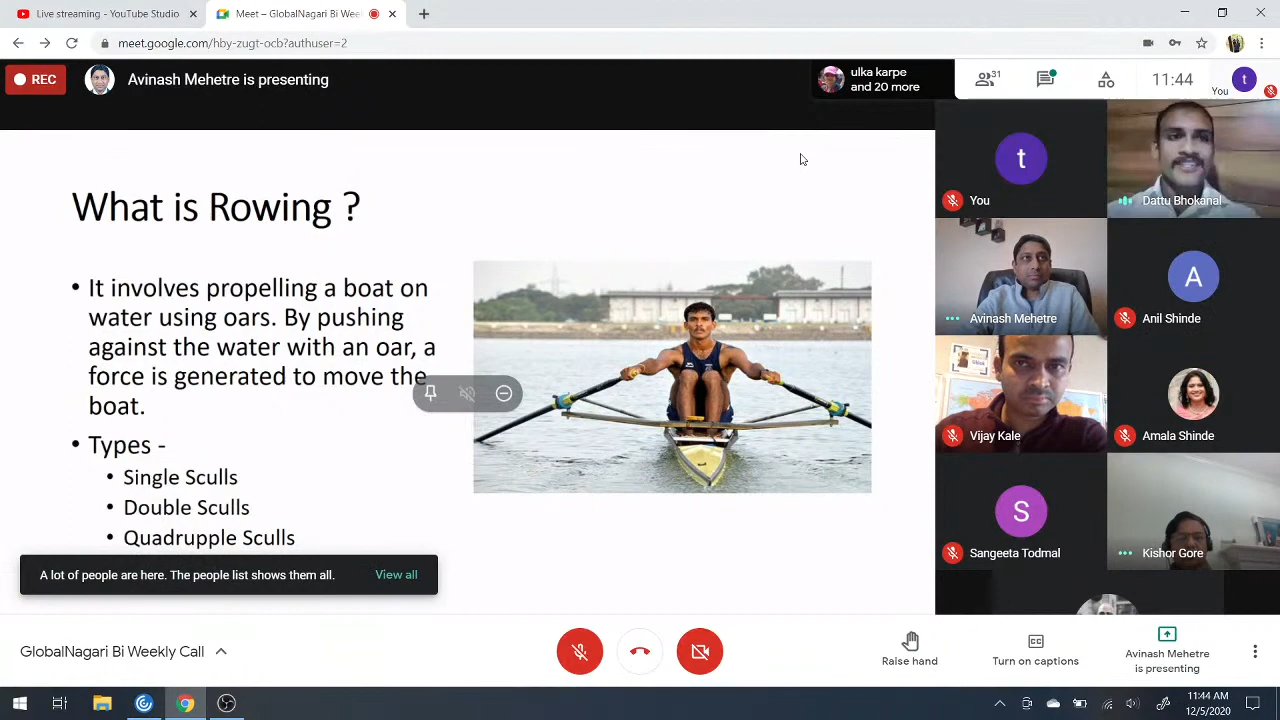 Live streaming - YouTube Studio
Meet – GlobalNagari Bi Week
meet.google.com/hby-zugt-ocb?authuser=2
REC
Avinash Mehetre is presenting
ulka karpe
and 20 more
31
11:44
You
t
What is Rowing ?
• It involves propelling a boat on
water using oars. By pushing
against the water with an oar, a
force is generated to move the
boat.
• Types -
• Single Sculls
• Double Sculls
• Quadrupple Sculls
t
You
Dattu Bhokanal
Avinash Mehetre
A
Anil Shinde
Vijay Kale
Amala Shinde
S
Sangeeta Todmal
Kishor Gore
A lot of people are here. The people list shows them all.
View all
GlobalNagari Bi Weekly Call
Raise hand
CC
Turn on captions
Avinash Mehetre
is presenting
11:44 AM
12/5/2020